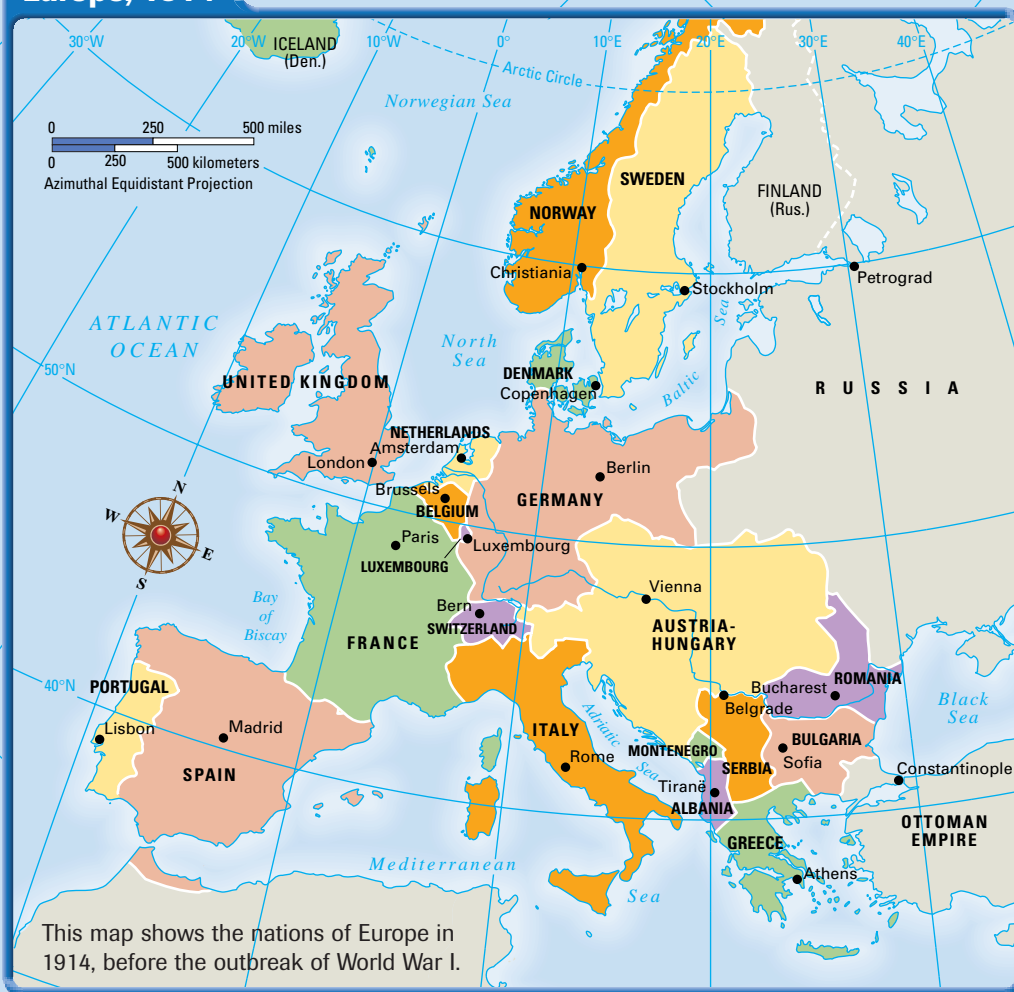 30°W
20°W
10°W
0°
10°E
20°E
30°E
40°E
ICELAND
(Den.)
Arctic Circle
Norwegian Sea
0 250 500 miles
0 250 500 kilometers
Azimuthal Equidistant Projection
SWEDEN
FINLAND
(Rus.)
NORWAY
Christiania
Petrograd
Stockholm
ATLANTIC
OCEAN
North
Sea
Baltic
Sea
50°N
UNITED KINGDOM
DENMARK
Copenhagen
RUSSIA
NETHERLANDS
Amsterdam
London
Berlin
Brussels
BELGIUM
GERMANY
N
W
E
S
Paris
Luxembourg
LUXEMBOURG
Vienna
Bay
of
Biscay
Bern
SWITZERLAND
FRANCE
AUSTRIA-
HUNGARY
40°N
PORTUGAL
ROMANIA
Bucharest
Belgrade
Black
Sea
Lisbon
Madrid
SPAIN
ITALY
Rome
Adriatic
Sea
MONTENEGRO
SERBIA
BULGARIA
Sofia
Constantinople
Tiranë
ALBANIA
OTTOMAN
EMPIRE
GREECE
Athens
Mediterranean
Sea
This map shows the nations of Europe in
1914, before the outbreak of World War I.